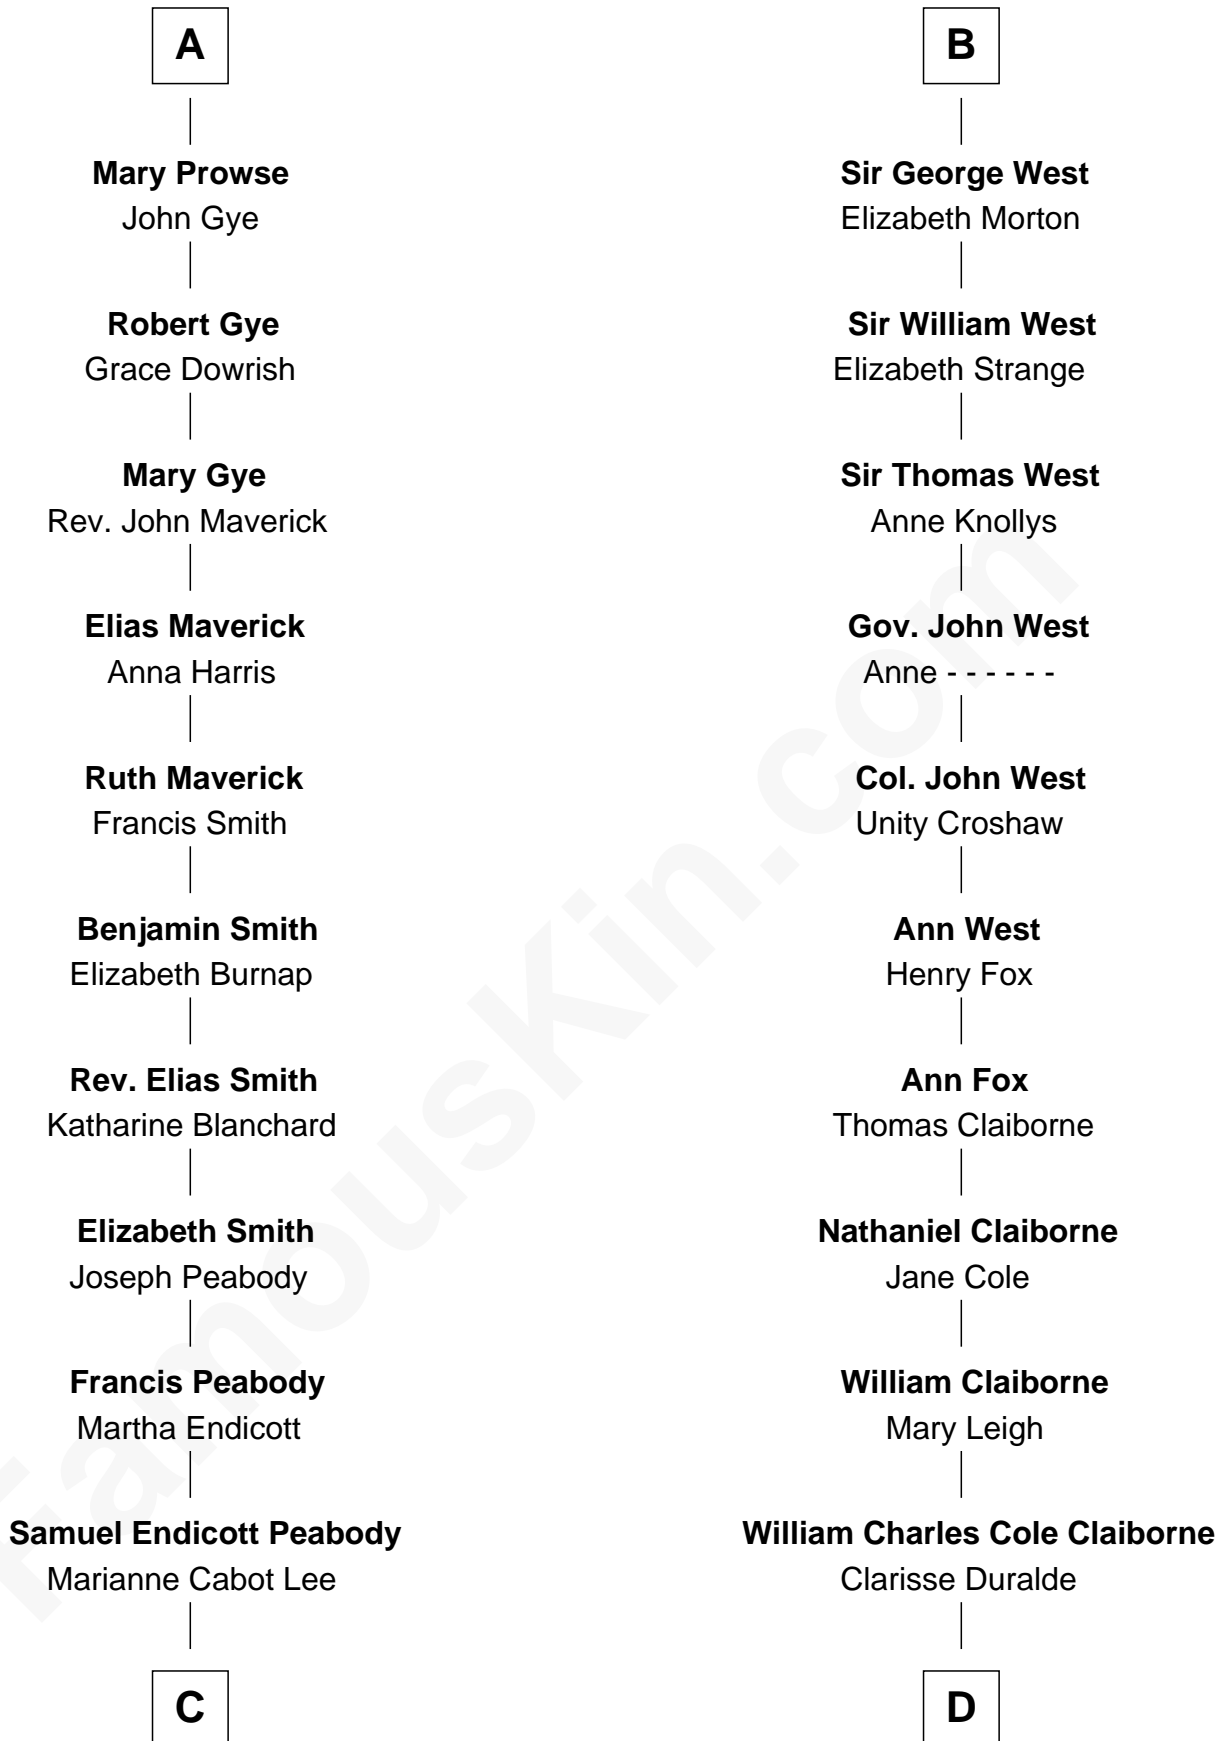 A
Mary Prowse
John Gye
Robert Gye
Grace Dowrish
Mary Gye
Rev. John Maverick
Elias Maverick
Anna Harris
Ruth Maverick
Francis Smith
Benjamin Smith
Elizabeth Burnap
Rev. Elias Smith
Katharine Blanchard
Elizabeth Smith
Joseph Peabody
Francis Peabody
Martha Endicott
Samuel Endicott Peabody
Marianne Cabot Lee
C
B
Sir George West
Elizabeth Morton
Sir William West
Elizabeth Strange
Sir Thomas West
Anne Knollys
Gov. John West
Anne - - - - - -
Col. John West
Unity Croshaw
Ann West
Henry Fox
Ann Fox
Thomas Claiborne
Nathaniel Claiborne
Jane Cole
William Claiborne
Mary Leigh
William Charles Cole Claiborne
Clarisse Duralde
D
FamousKin.com